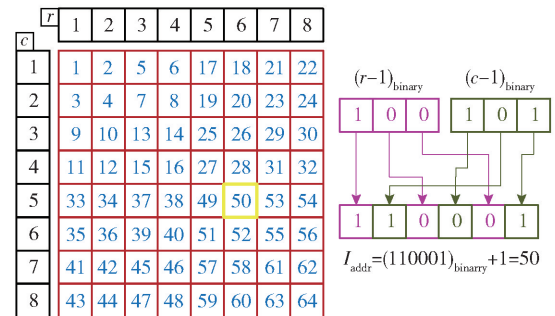 r 1 2 3 4 5 6 7 8
c
1 1 2 5 6 17 18 21 22
2 3 4 7 8 19 20 23 24
3 9 10 13 14 25 26 29 30
4 11 12 15 16 27 28 31 32
5 33 34 37 38 49 50 53 54
6 35 36 39 40 51 52 55 56
7 41 42 45 46 57 58 61 62
8 43 44 47 48 59 60 63 64
(r−1)binary (c−1)binary
1 0 0 1 0 1
1 1 0 0 0 1
Iaddr=(110001)binarry+1=50